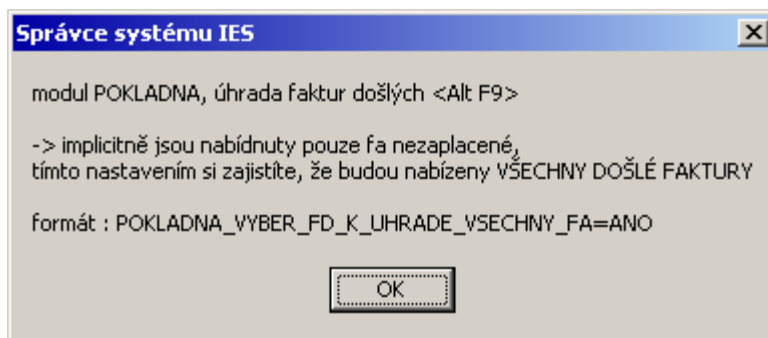 Správce systému IES
modul POKLADNA, úhrada faktur došlých <Alt F9>
-> implicitně jsou nabídnuty pouze fa nezaplacené,
tímto nastavením si zajistíte, že budou nabízeny VŠECHNY DOŠLÉ FAKTURY
formát : POKLADNA_VYBER_FD_K_UHRADE_VSECHNY_FA=ANO
OK